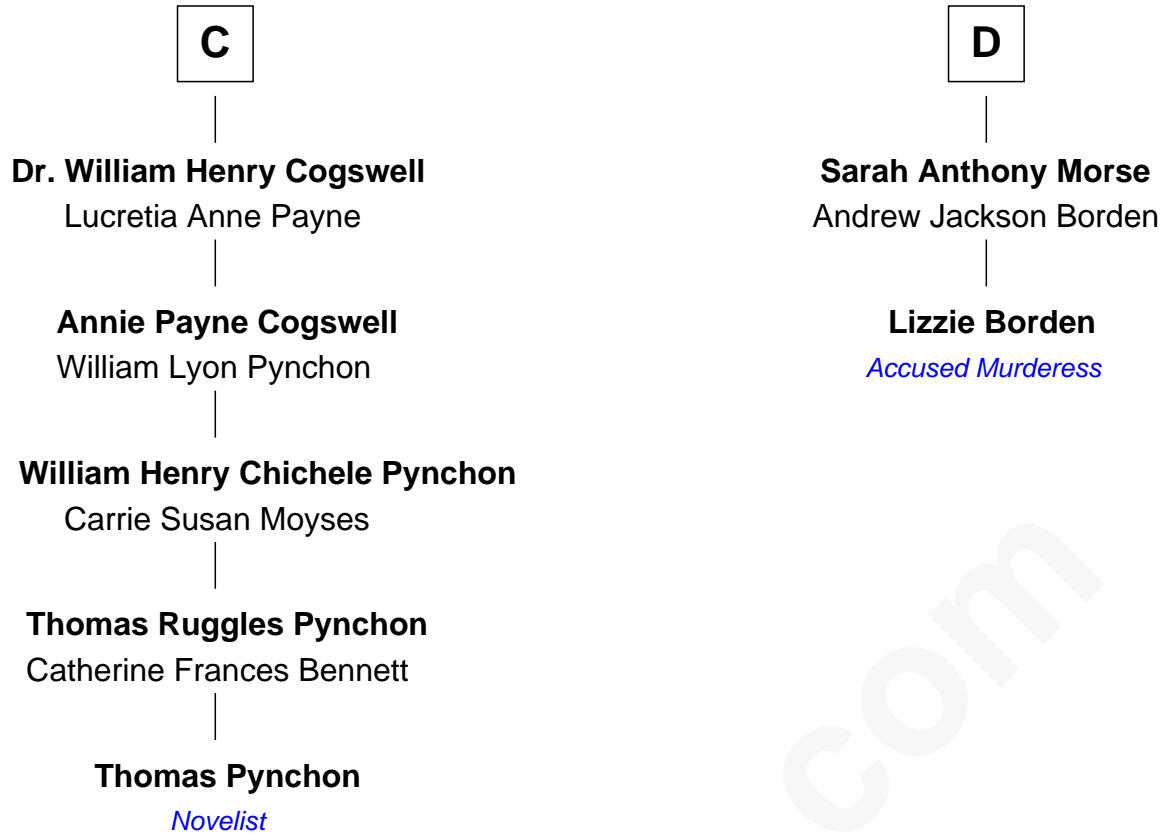 C
Dr. William Henry Cogswell
Lucretia Anne Payne
Annie Payne Cogswell
William Lyon Pynchon
William Henry Chichele Pynchon
Carrie Susan Moyses
Thomas Ruggles Pynchon
Catherine Frances Bennett
Thomas Pynchon
Novelist
D
Sarah Anthony Morse
Andrew Jackson Borden
Lizzie Borden
Accused Murderess
com